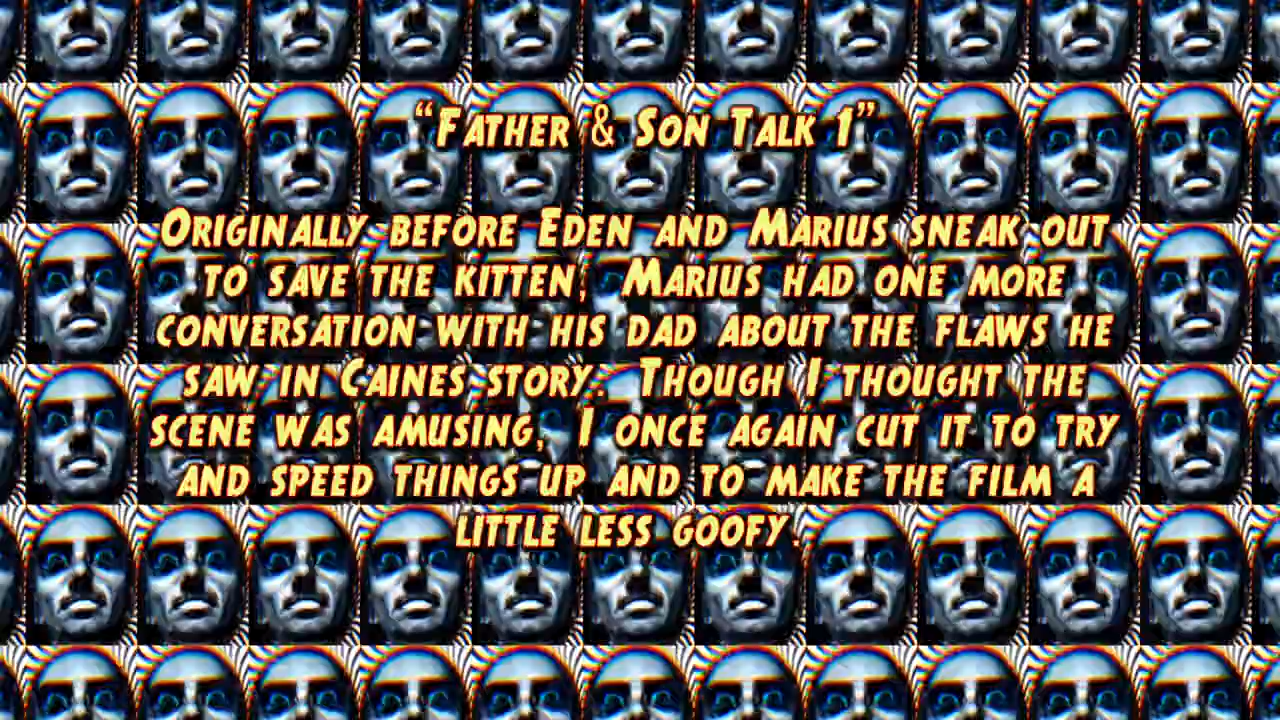 “Father & Son Talk 1”
Originally before Eden and Marius sneak out
to save the kitten, Marius had one more
conversation with his dad about the flaws he
saw in Caines story. Though I thought the
scene was amusing, I once again cut it to try
and speed things up and to make the film a
little less goofy.